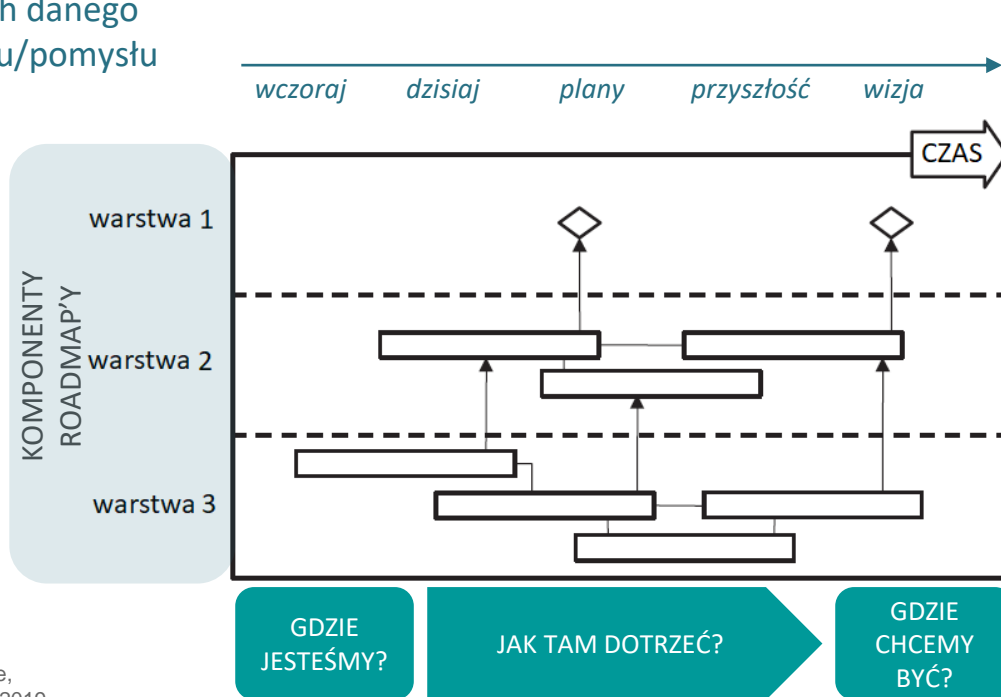 danego
/pomysłu
wczoraj dzisiaj plany przyszłość wizja
CZAS
warstwa 1
KOMPONENTY
ROADMAP'Y
warstwa 2
warstwa 3
GDZIE
JESTEŚMY?
JAK TAM DOTRZEĆ?
GDZIE
CHCEMY
BYĆ?